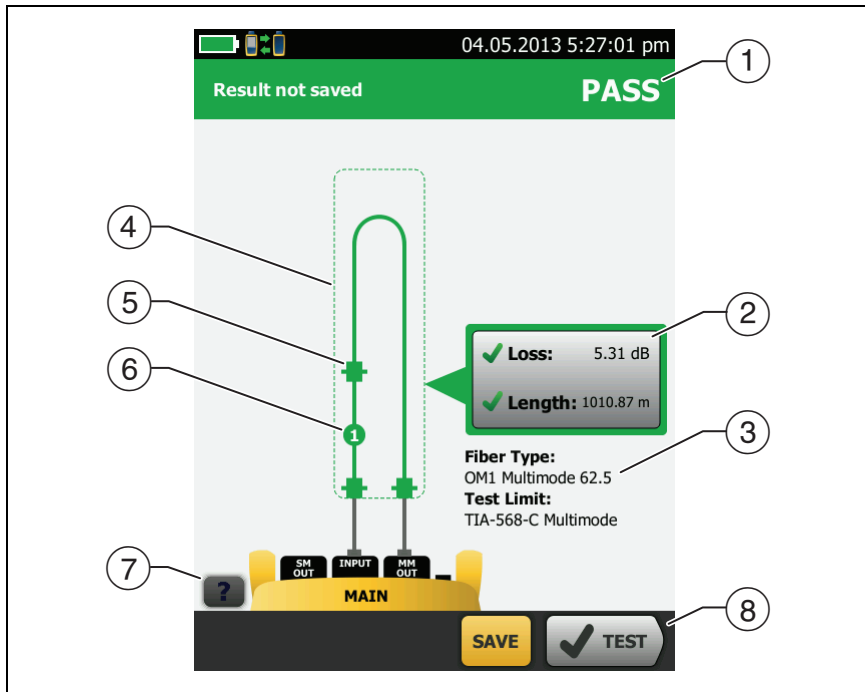 04.05.2013 5:27:01 pm
Result not saved
PASS
1
4
5
6
1
Loss: 5.31 dB
Length: 1010.87 m
2
Fiber Type:
OM1 Multimode 62.5
Test Limit:
TIA-568-C Multimode
3
SM OUT
INPUT
MM OUT
MAIN
7
?
SAVE
TEST
8